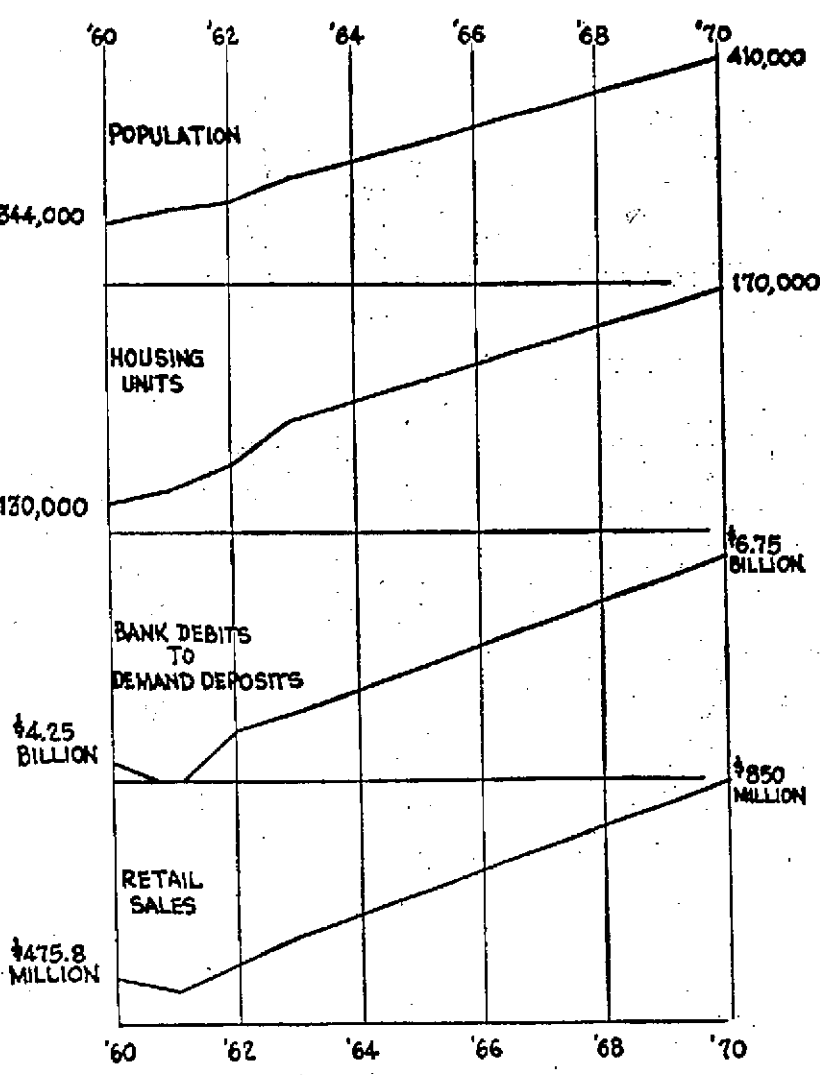 '60 '62 '64 '66 '68 '70
410,000
POPULATION
344,000
170,000
HOUSING
UNITS
130,000
$6.75
BILLION
BANK DEBITS
TO
DEMAND DEPOSITS
$4.25
BILLION
$850
MILLION
RETAIL
SALES
$475.8
MILLION
'60 '62 '64 '66 '68 '70